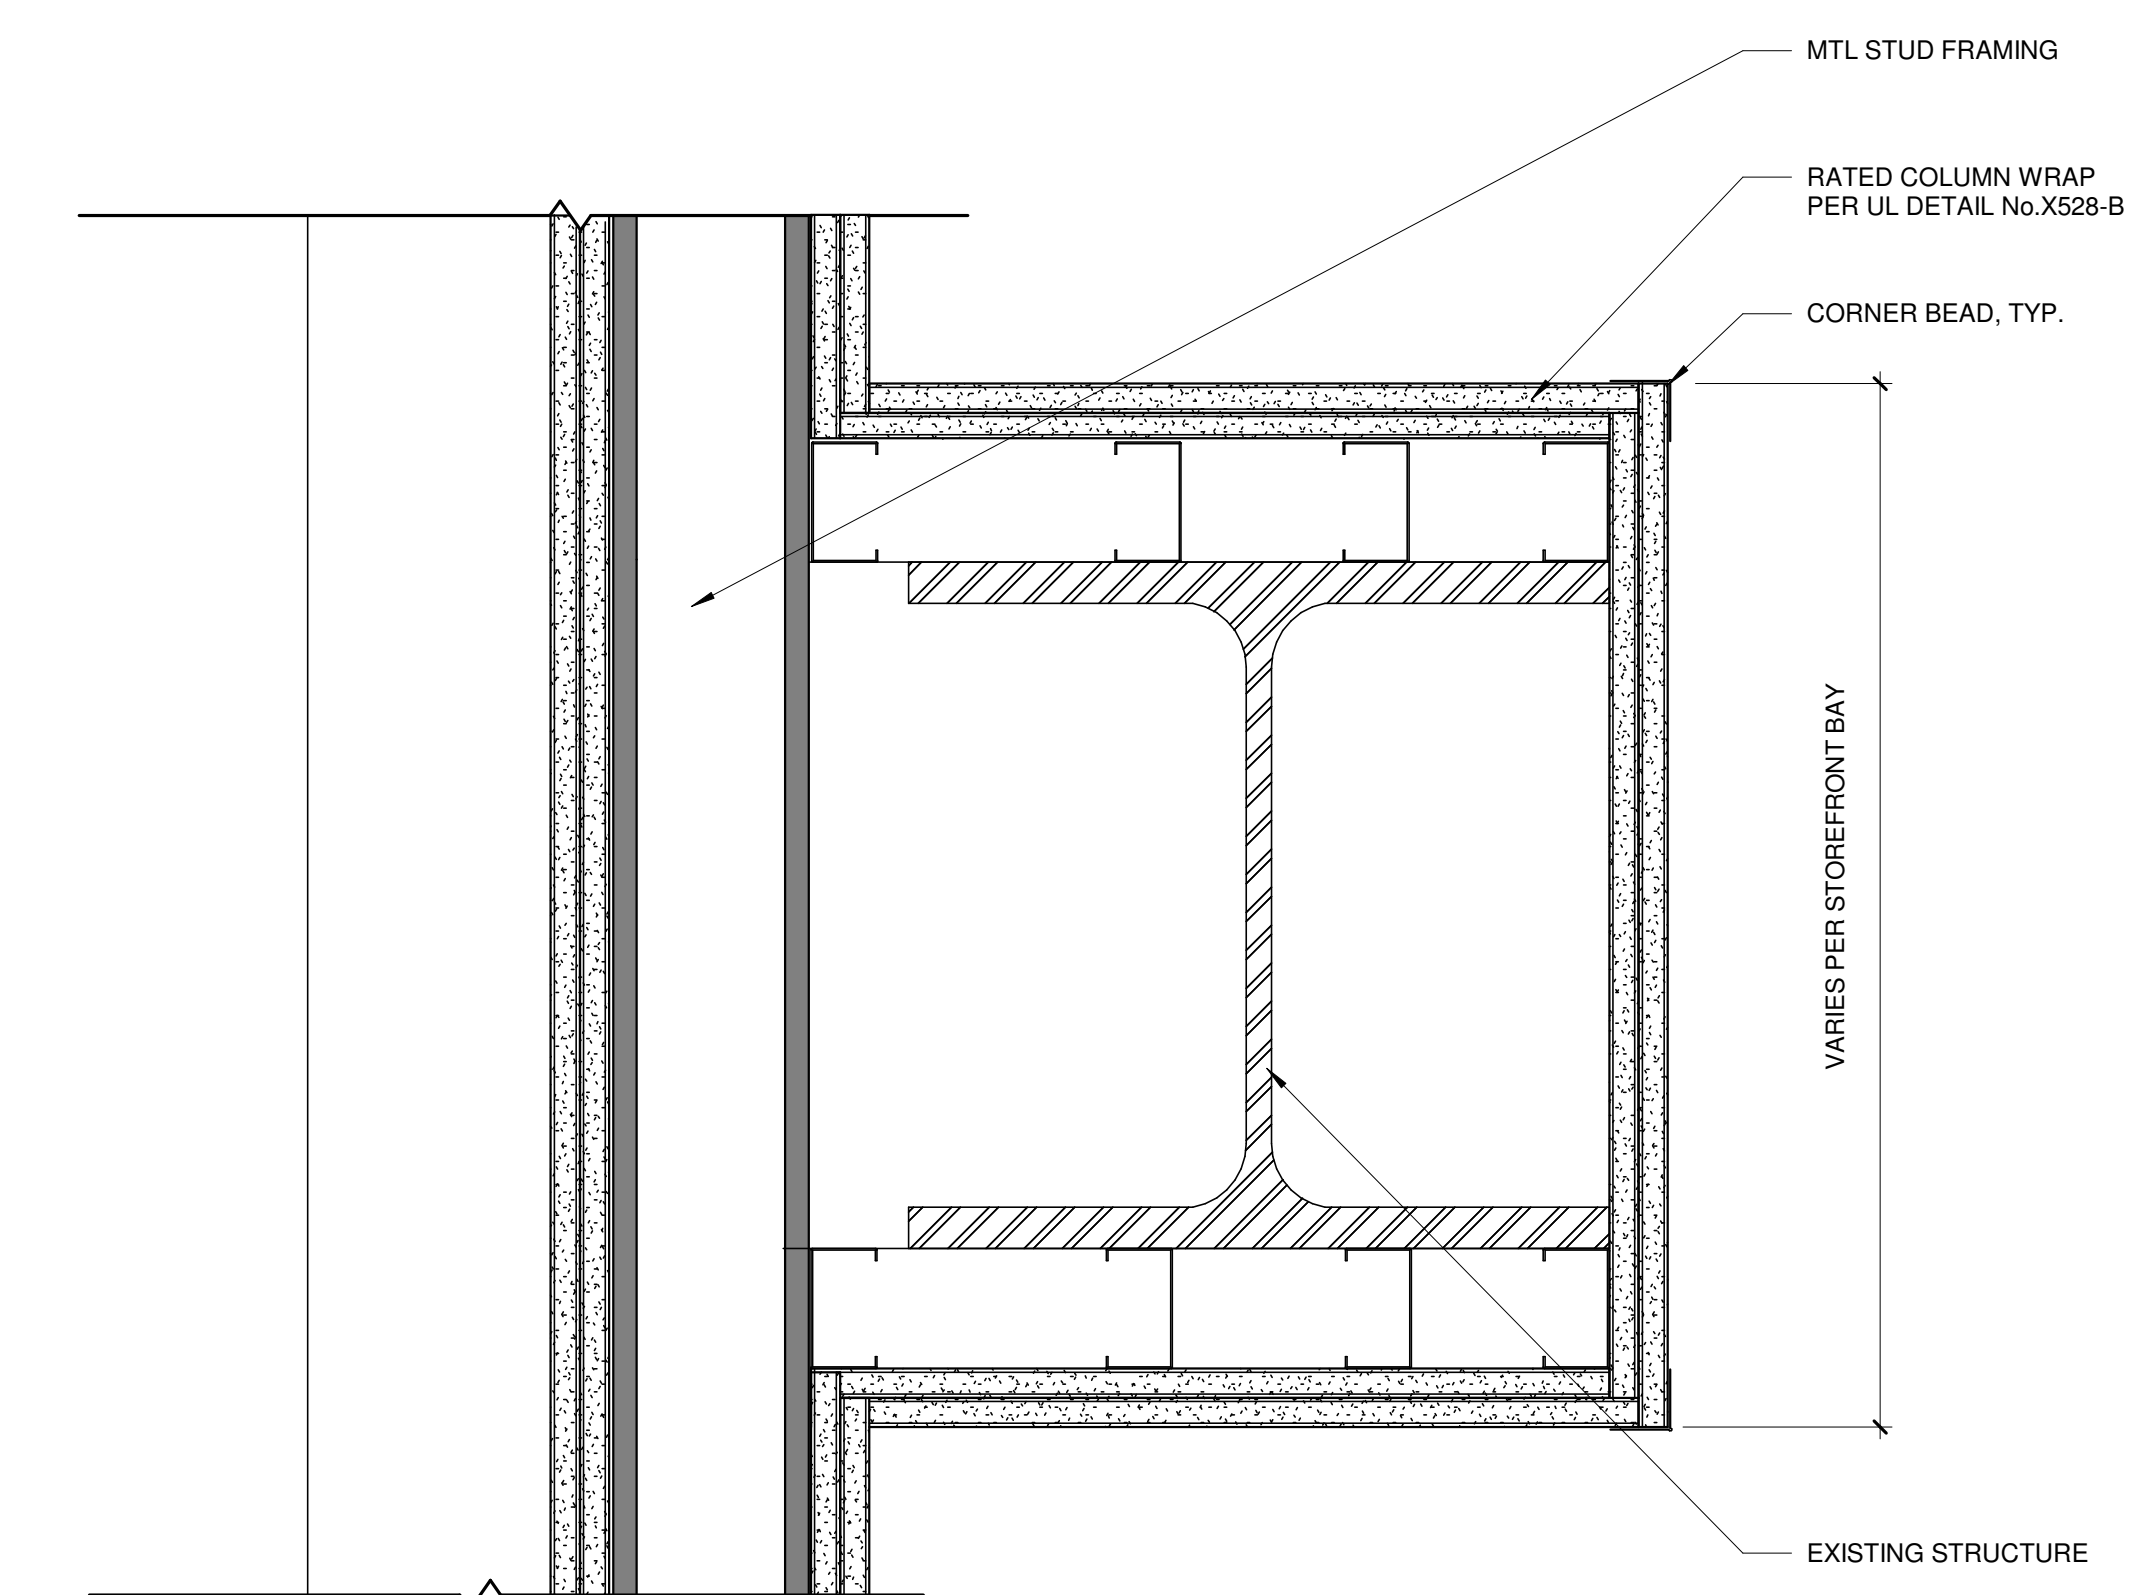 MTL STUD FRAMING
RATED COLUMN WRAP
PER UL DETAIL No.X528-B
CORNER BEAD, TYP.
VARIES PER STOREFRONT BAY
EXISTING STRUCTURE